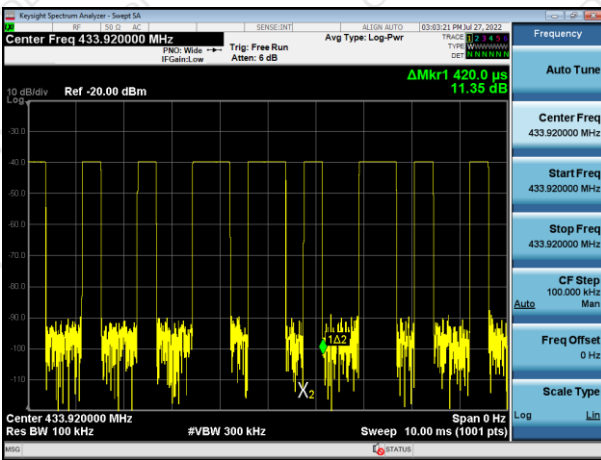 Keysight Spectrum Analyzer - Swept SA
RF 50 Ω AC SENSE:INT ALIGN AUTO 03:03:21 PM Jul 27, 2022
Center Freq 433.920000 MHz
PNO: Wide
IFGain:Low
Trig: Free Run
Atten: 6 dB
Avg Type: Log-Pwr
TRACE 1 2 3 4 5 6
TYPE WWWWWW
DET N N N N N N
ΔMkr1 420.0 µs
11.35 dB
10 dB/div Ref -20.00 dBm
Log
-30.0
-40.0
-50.0
-60.0
-70.0
-80.0
-90.0
-100
-110
1Δ2
X2
Center 433.920000 MHz Span 0 Hz
Res BW 100 kHz #VBW 300 kHz Sweep 10.00 ms (1001 pts)
MSG STATUS
Frequency
Auto Tune
Center Freq
433.920000 MHz
Start Freq
433.920000 MHz
Stop Freq
433.920000 MHz
CF Step
100.000 kHz
Auto Man
Freq Offset
0 Hz
Scale Type
Log Lin